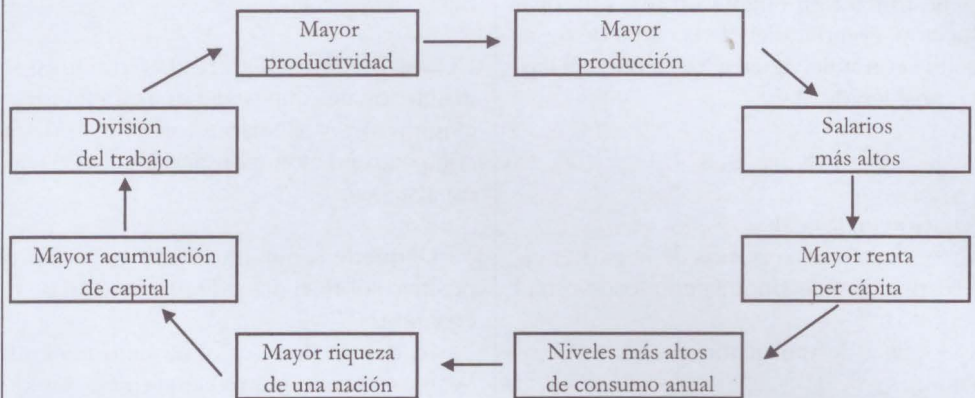 Mayor
productividad
Mayor
producción
Salarios
más altos
Mayor renta
per cápita
Niveles más altos
de consumo anual
Mayor riqueza
de una nación
Mayor acumulación
de capital
División
del trabajo